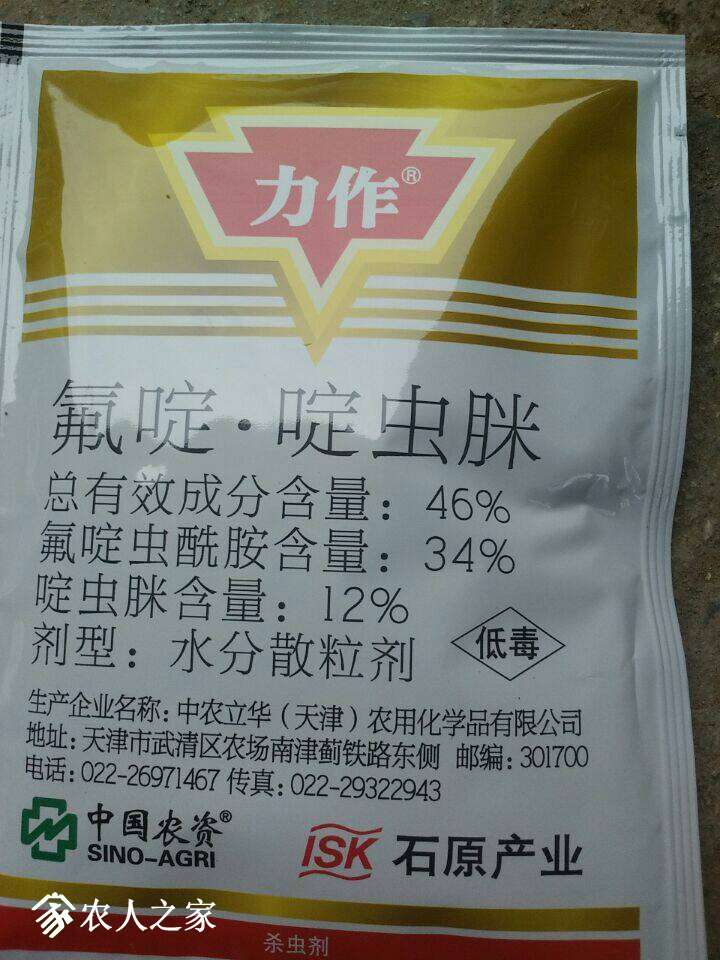 力作®
氟啶·啶虫脒
总有效成分含量：46%
氟啶虫酰胺含量：34%
啶虫脒含量：12%
剂型：水分散粒剂
低毒
生产企业名称：中农立华（天津）农用化学品有限公司
地址：天津市武清区农场南津蓟铁路东侧 邮编：301700
电话：022-26971467 传真：022-29322943
中国农资®
SINO-AGRI
ISK 石原产业
农人之家
杀虫剂